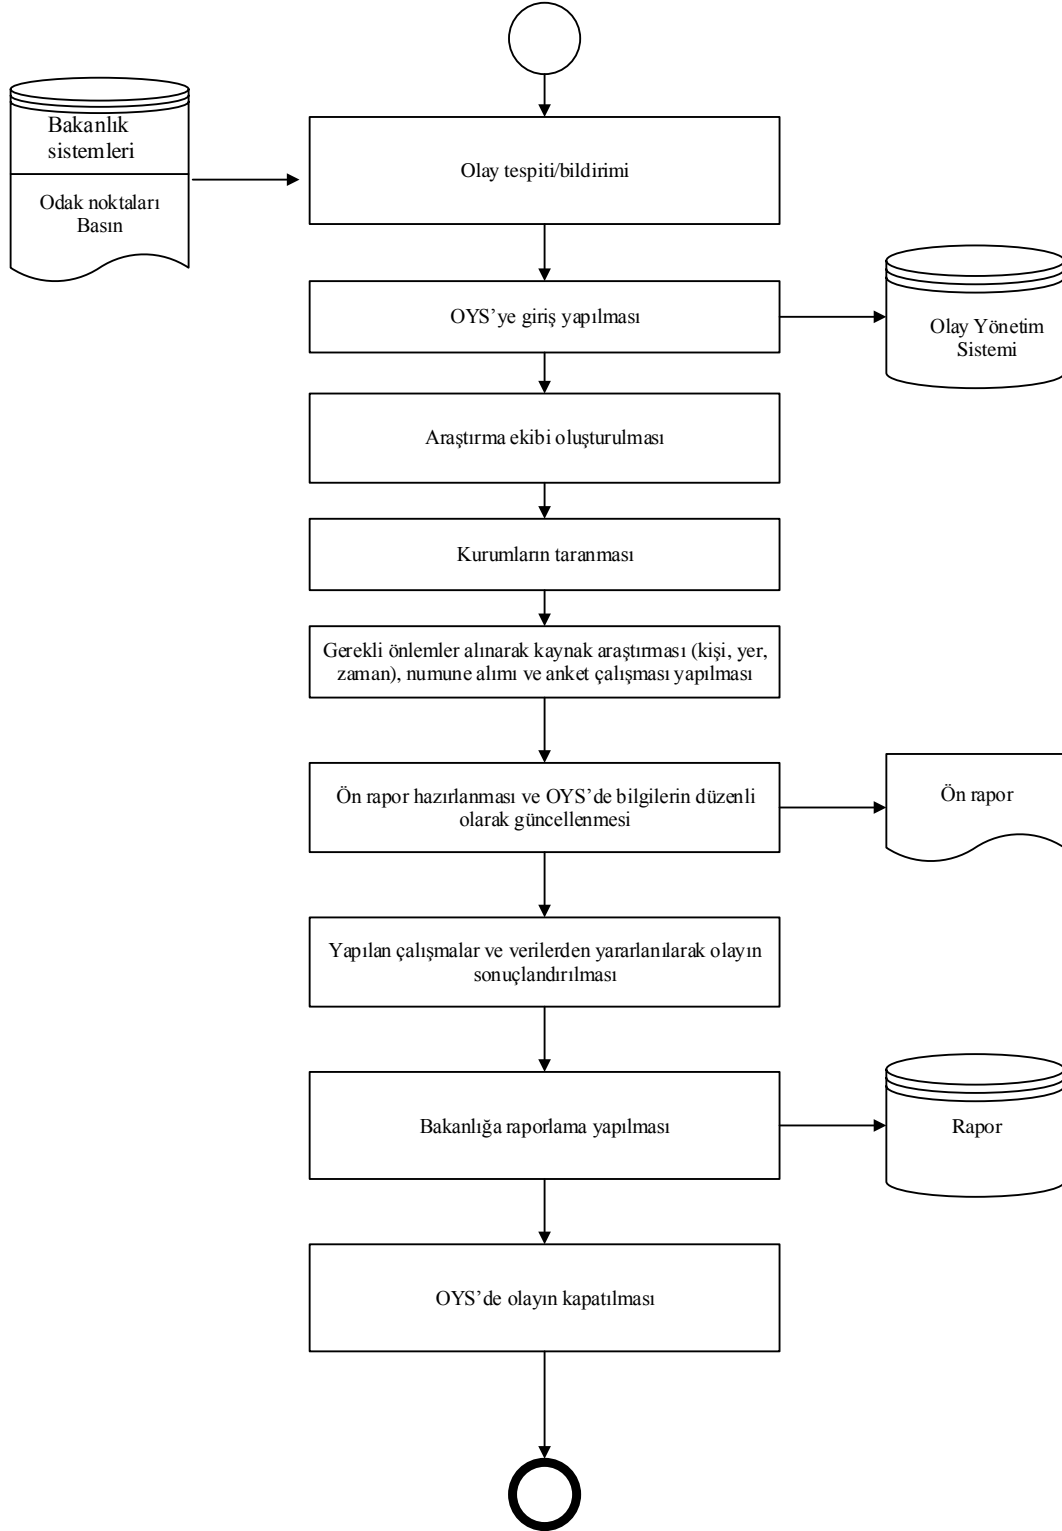 Bakanlık
sistemleri
Odak noktaları
Basın
Olay tespiti/bildirimi
OYS’ye giriş yapılması
Olay Yönetim
Sistemi
Araştırma ekibi oluşturulması
Kurumların taranması
Gerekli önlemler alınarak kaynak araştırması (kişi, yer,
zaman), numune alımı ve anket çalışması yapılması
Ön rapor hazırlanması ve OYS’de bilgilerin düzenli
olarak güncellenmesi
Ön rapor
Yapılan çalışmalar ve verilerden yararlanılarak olayın
sonuçlandırılması
Bakanlığa raporlama yapılması
Rapor
OYS’de olayın kapatılması